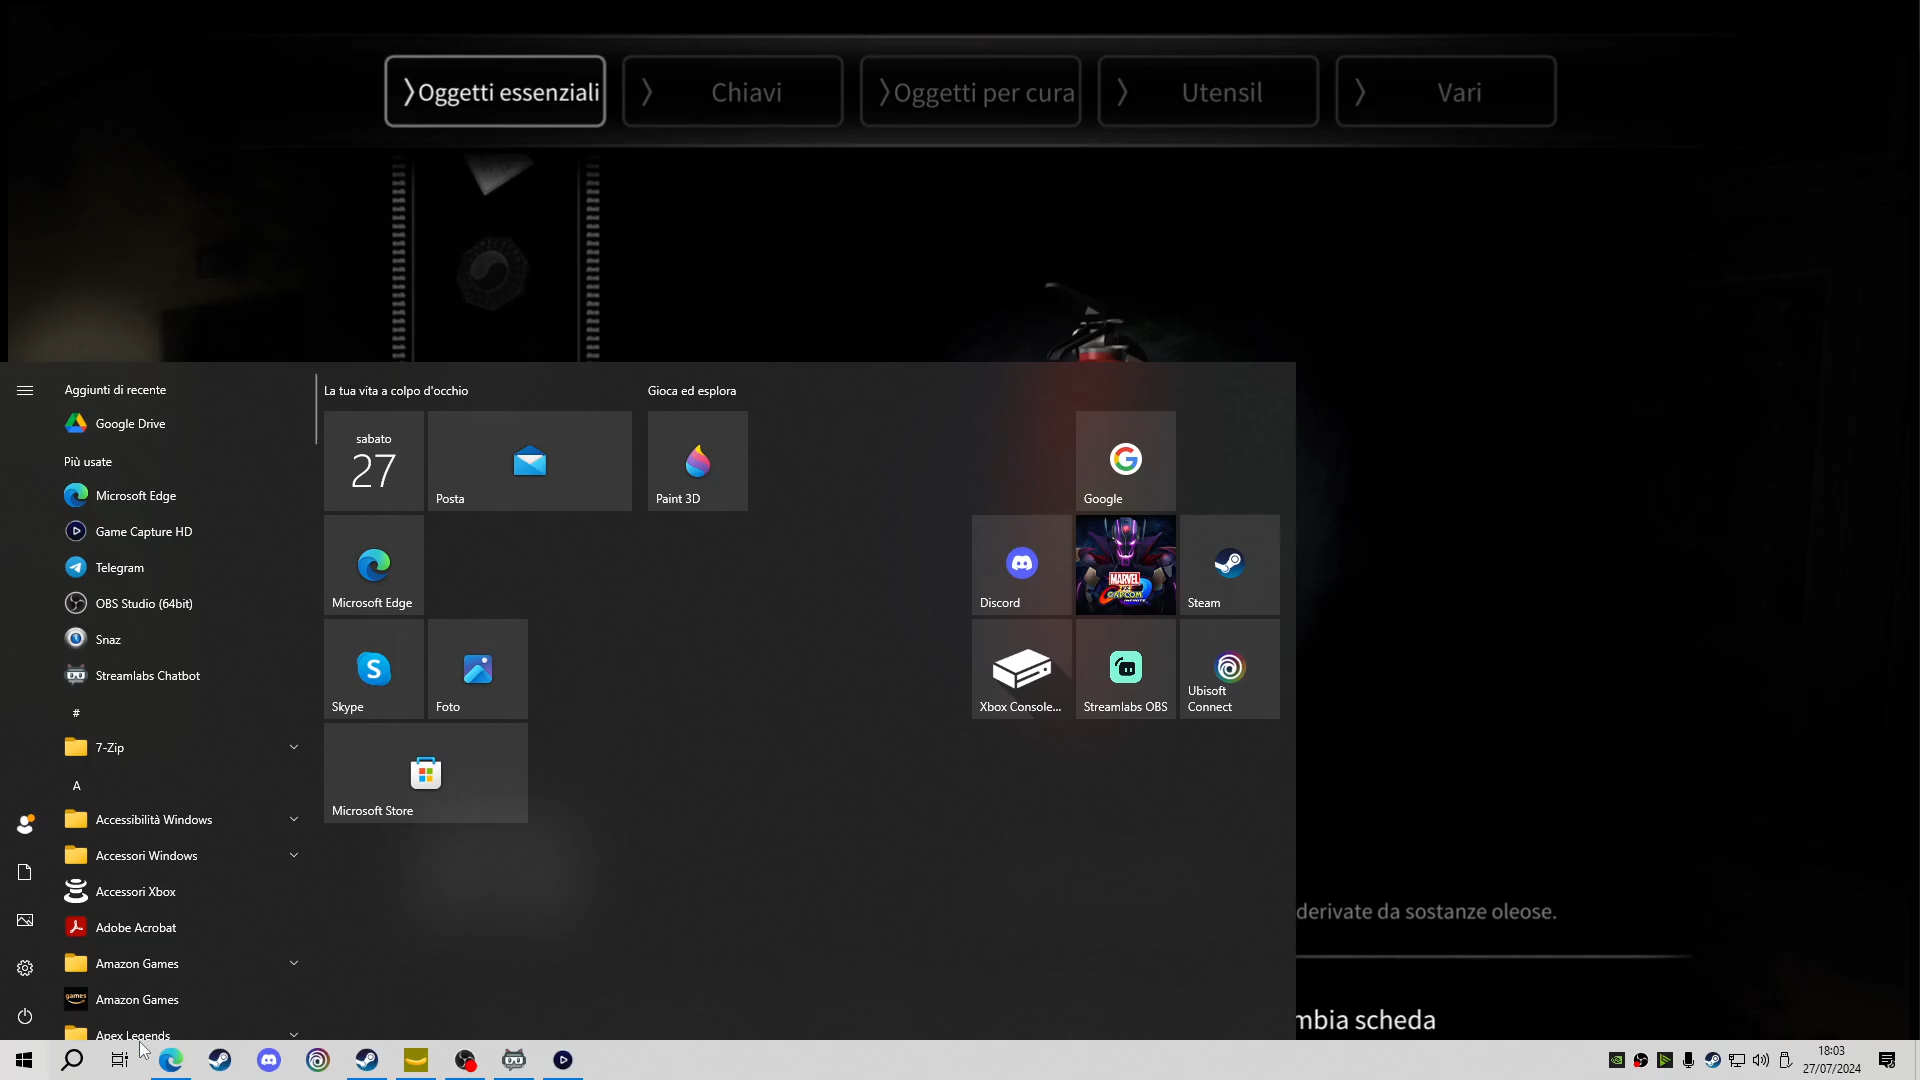 Oggetti essenziali
Chiavi
Oggetti per cura
Utensil
Vari
Aggiunti di recente
Google Drive
Più usate
Microsoft Edge
Game Capture HD
Telegram
OBS Studio (64bit)
Snaz
Streamlabs Chatbot
#
7-Zip
A
Accessibilità Windows
Accessori Windows
Accessori Xbox
Adobe Acrobat
Amazon Games
Amazon Games
Apex Legends
La tua vita a colpo d'occhio
sabato
27
Posta
Microsoft Edge
Skype
Foto
Microsoft Store
Gioca ed esplora
Paint 3D
Google
Discord
MARVEL
VS
CAPCOM
INFINITE
Steam
Xbox Console...
Streamlabs OBS
Ubisoft
Connect
derivate da sostanze oleose.
mbia scheda
18:03
27/07/2024